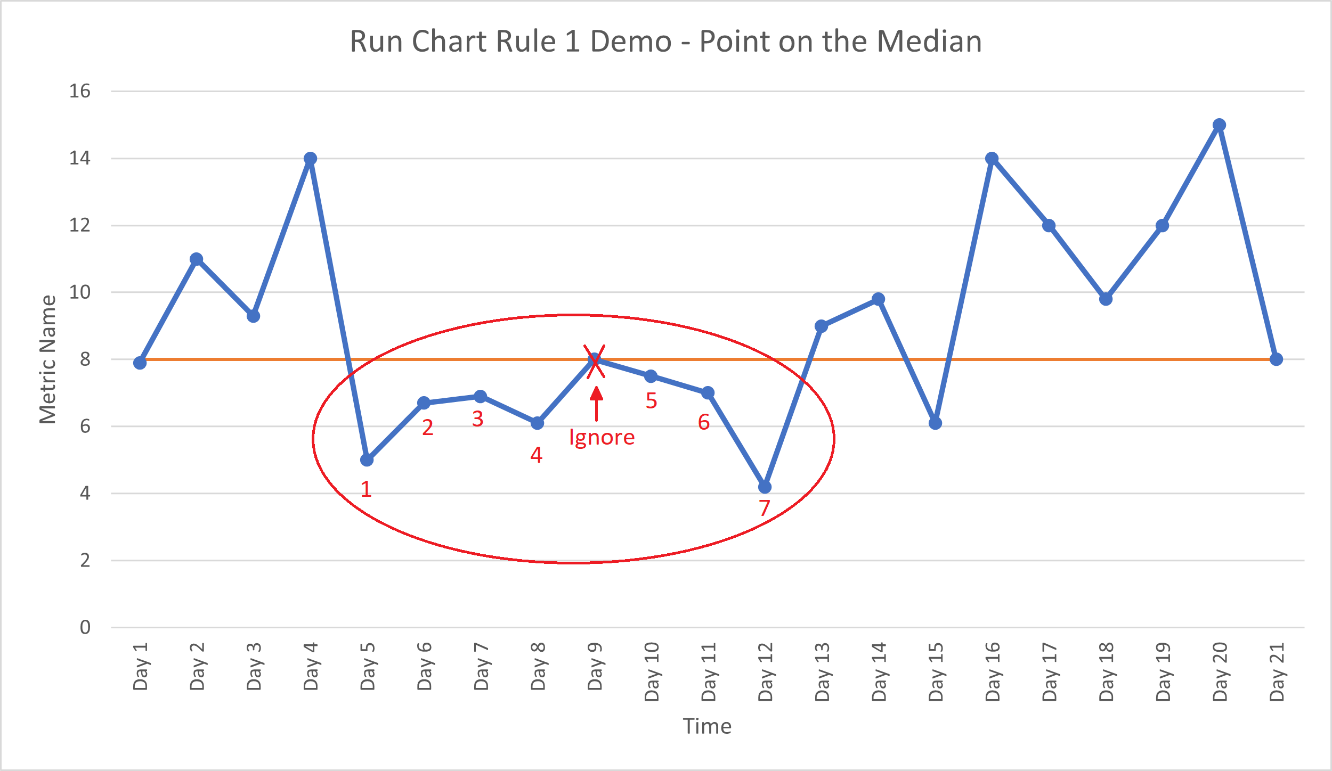 Run Chart Rule 1 Demo - Point on the Median
16
14
12
10
8
6
4
2
0
Metric Name
1
2
3
4
Ignore
5
6
7
Day 1
Day 2
Day 3
Day 4
Day 5
Day 6
Day 7
Day 8
Day 9
Day 10
Day 11
Day 12
Day 13
Day 14
Day 15
Day 16
Day 17
Day 18
Day 19
Day 20
Day 21
Time